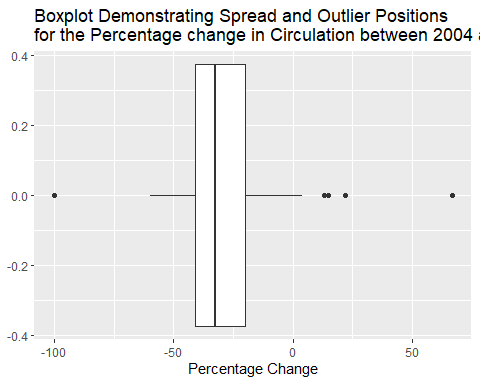 Boxplot Demonstrating Spread and Outlier Positions
for the Percentage change in Circulation between 2004
0.4
0.2
0.0
-0.2
-0.4
-100 -50 0 50
Percentage Change